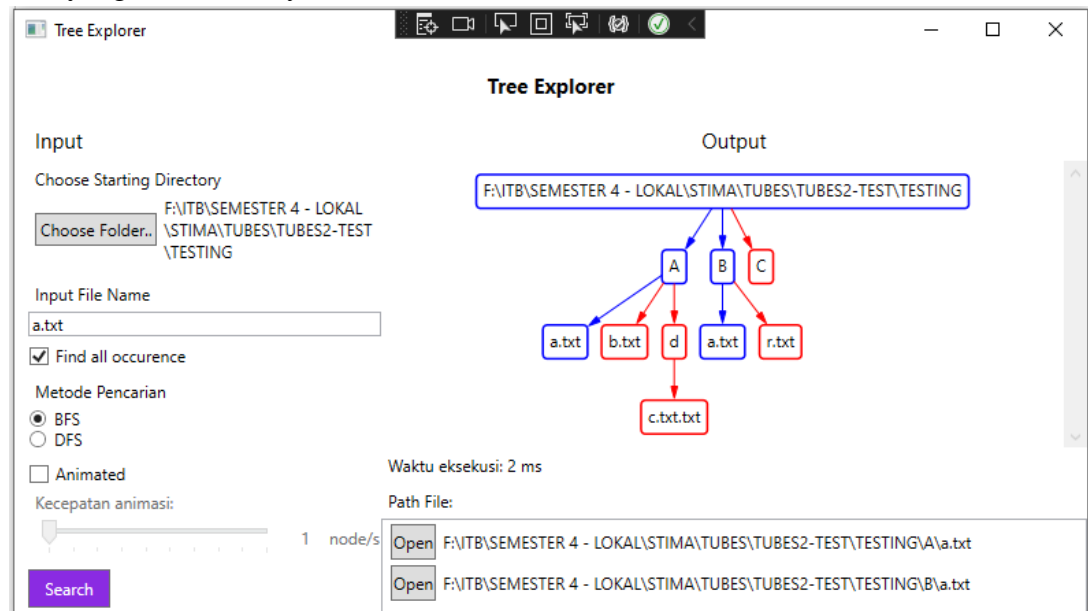 Tree Explorer
Tree Explorer
Input
Choose Starting Directory
Choose Folder..
F:\ITB\SEMESTER 4 - LOKAL
\STIMA\TUBES\TUBES2-TEST
\TESTING
Input File Name
a.txt
Find all occurence
Metode Pencarian
BFS
DFS
Animated
Kecepatan animasi:
1 node/s
Search
Output
F:\ITB\SEMESTER 4 - LOKAL\STIMA\TUBES\TUBES2-TEST\TESTING
A B C
a.txt b.txt d a.txt r.txt
c.txt.txt
Waktu eksekusi: 2 ms
Path File:
Open F:\ITB\SEMESTER 4 - LOKAL\STIMA\TUBES\TUBES2-TEST\TESTING\A\a.txt
Open F:\ITB\SEMESTER 4 - LOKAL\STIMA\TUBES\TUBES2-TEST\TESTING\B\a.txt